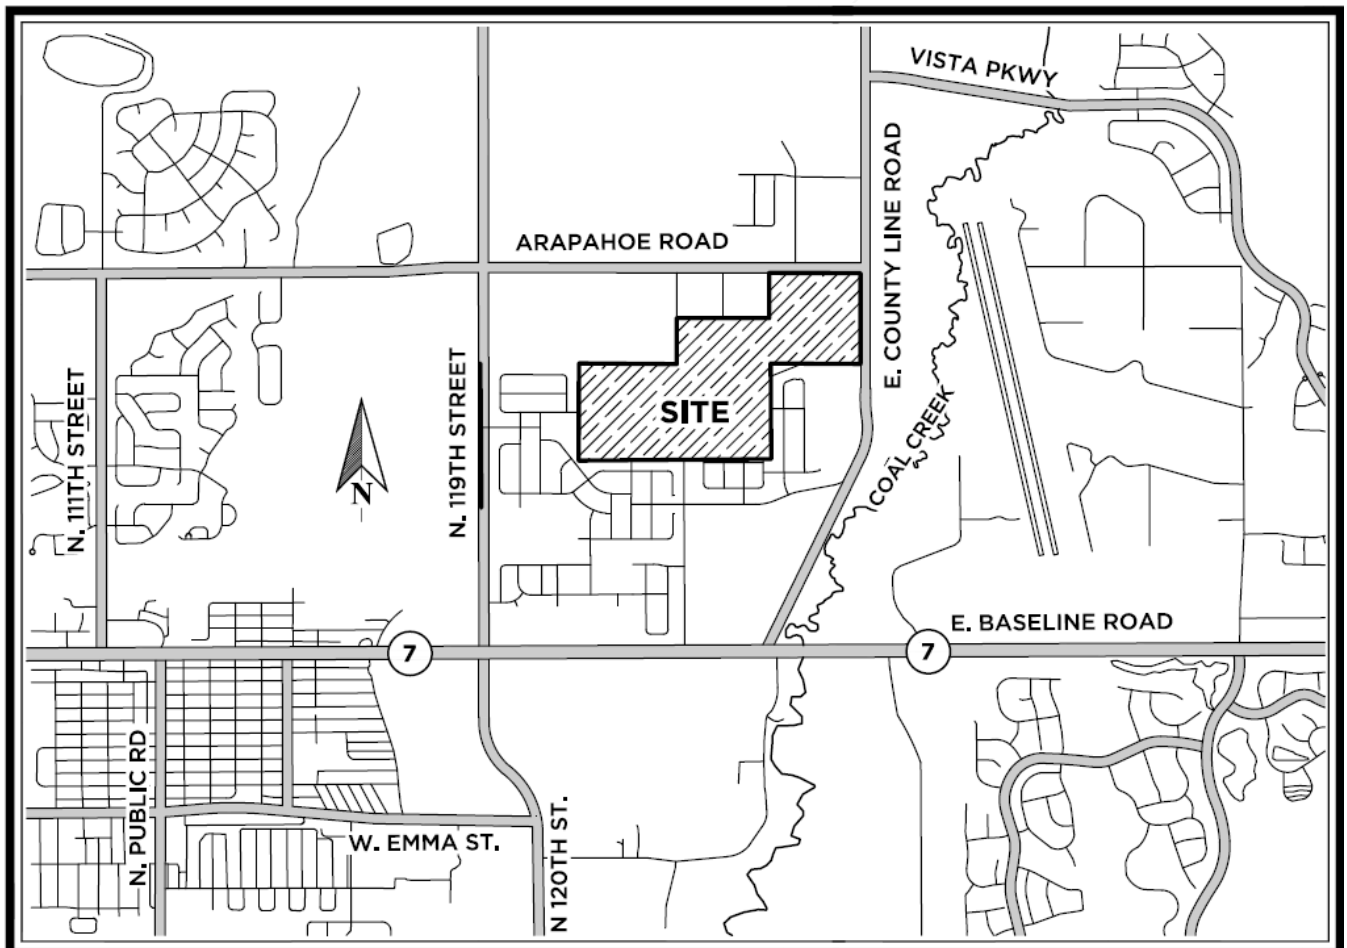 VISTA PKWY
E. COUNTY LINE ROAD
ARAPAHOE ROAD
N. 111TH STREET
N. 119TH STREET
SITE
COAL CREEK
N
E. BASELINE ROAD
7
7
N. PUBLIC RD
W. EMMA ST.
N 120TH ST.